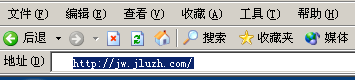 文件(F) 编辑(E) 查看(V) 收藏(A) 工具(T) 帮助(H)
后退 搜索 收藏夹 媒体
地址(D) http://jw.jluzh.com/